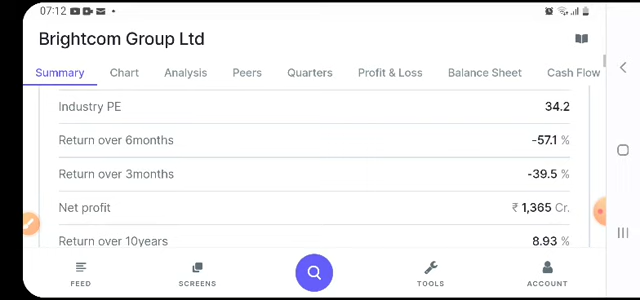 07:12
Brightcom Group Ltd
Summary Chart Analysis Peers Quarters Profit & Loss Balance Sheet Cash Flow
Industry PE 34.2
Return over 6months -57.1 %
Return over 3months -39.5 %
Net profit ₹ 1,365 Cr.
Return over 10years 8.93 %
FEED SCREENS TOOLS ACCOUNT